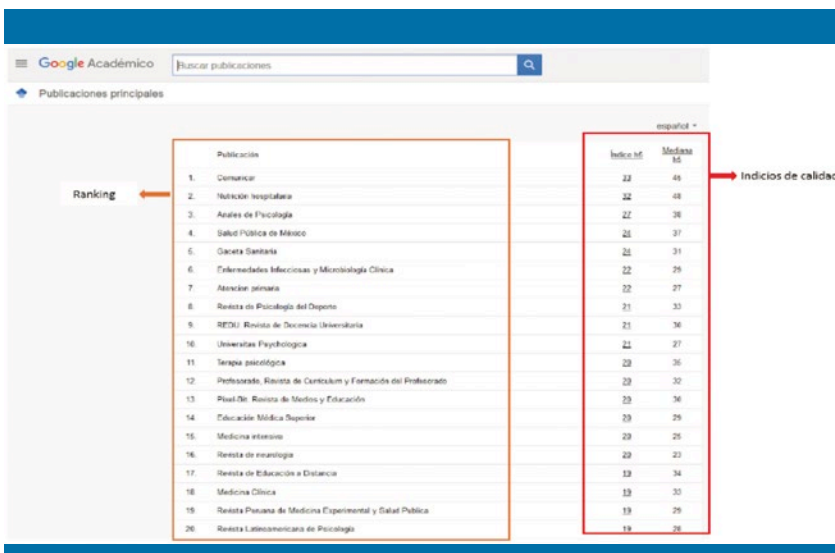 Google Académico
Buscar publicaciones
Publicaciones principales
español
Publicación Índice h5 Mediana h5
Ranking
Indicios de calidad
1. Comunicar 33 46
2. Nutrición hospitalaria 32 48
3. Anales de Psicología 27 38
4. Salud Pública de México 24 37
5. Gaceta Sanitaria 24 31
6. Enfermedades Infecciosas y Microbiología Clínica 22 29
7. Atencion primaria 22 27
8. Revista de Psicología del Deporte 21 33
9. REDU. Revista de Docencia Universitaria 21 30
10. Universitas Psychologica 21 27
11. Terapia psicológica 20 35
12. Profesorado, Revista de Currículum y Formación del Profesorado 20 32
13. Pixel-Bit. Revista de Medios y Educación 20 30
14. Educación Médica Superior 20 29
15. Medicina intensiva 20 25
16. Revista de neurologia 20 23
17. Revista de Educación a Distancia 19 34
18. Medicina Clínica 19 33
19. Revista Peruana de Medicina Experimental y Salud Publica 19 29
20. Revista Latinoamericana de Psicología 19 28